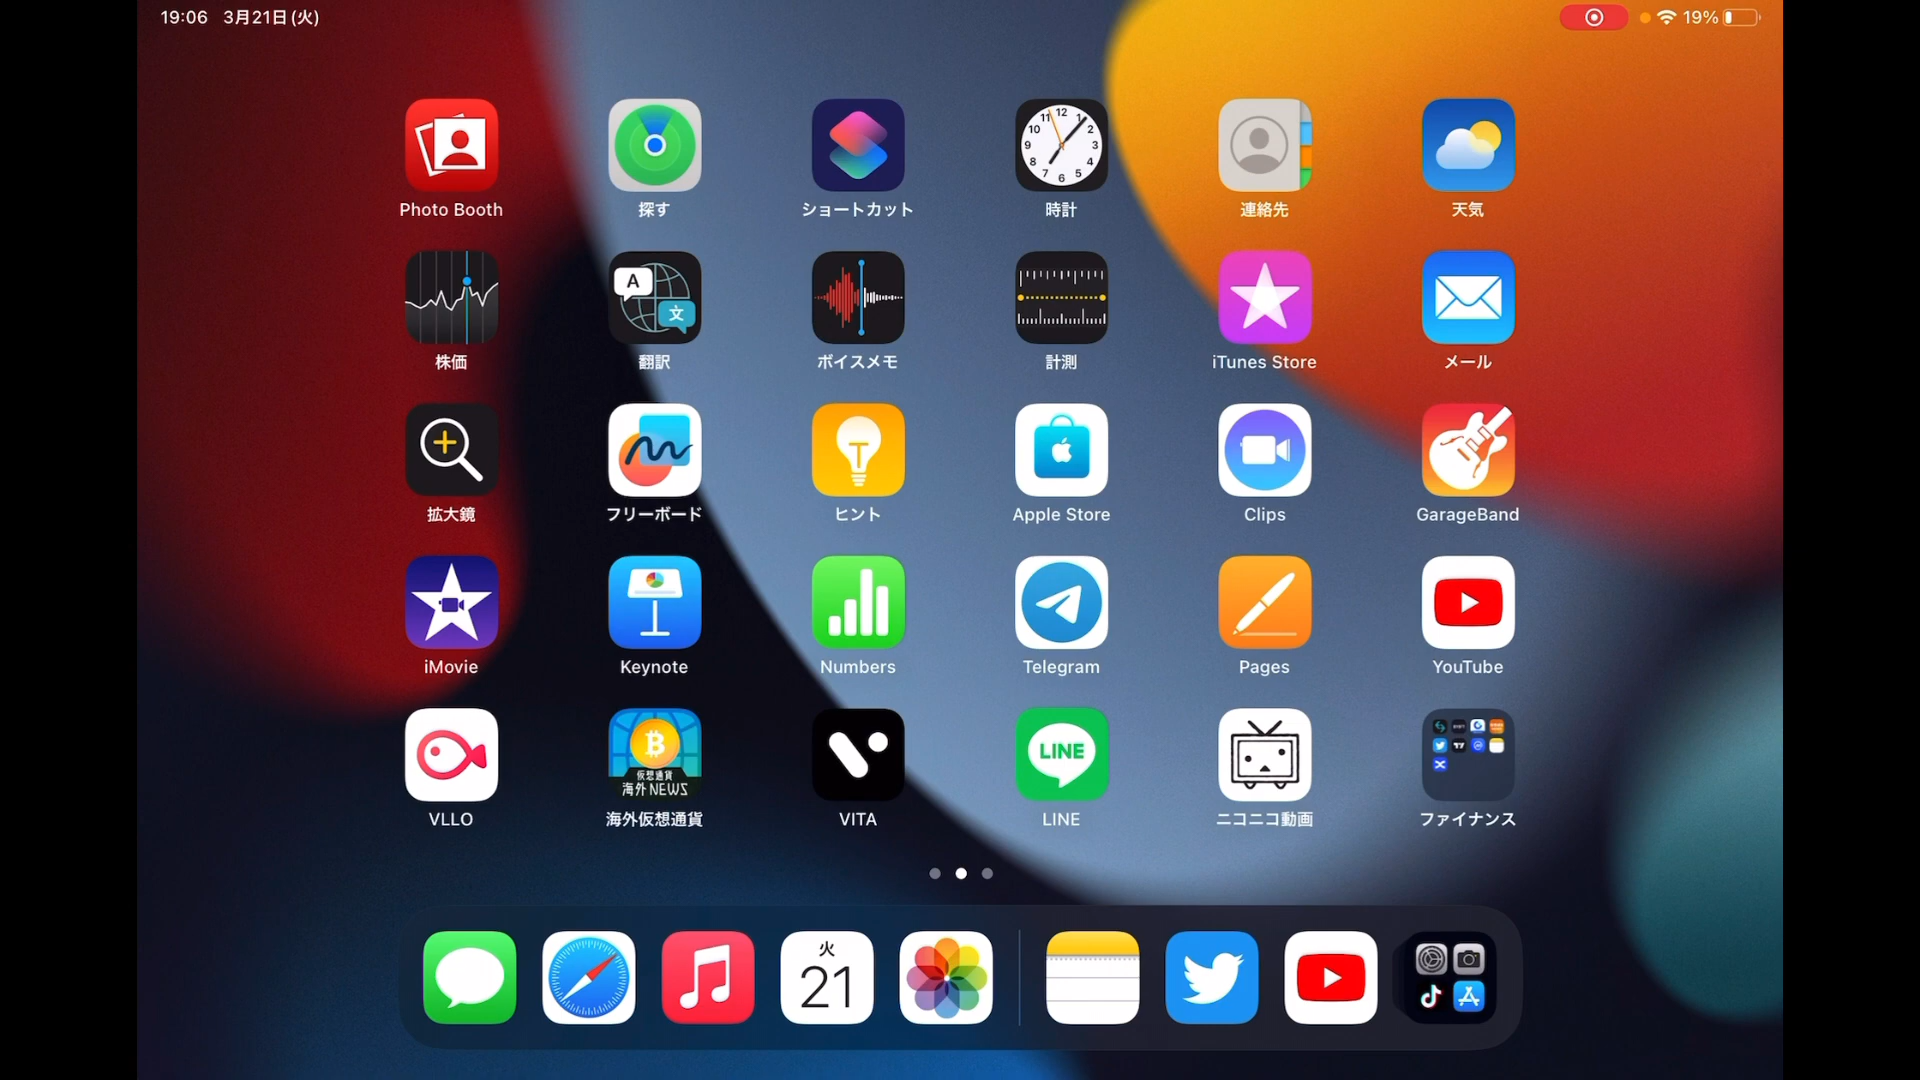 19:06 3月21日(火)
19%
Photo Booth
探す
ショートカット
時計
連絡先
天気
株価
翻訳
ボイスメモ
計測
iTunes Store
メール
拡大鏡
フリーボード
ヒント
Apple Store
Clips
GarageBand
iMovie
Keynote
Numbers
Telegram
Pages
YouTube
仮想通貨
海外NEWS
LINE
VLLO
海外仮想通貨
VITA
LINE
ニコニコ動画
ファイナンス
火
21